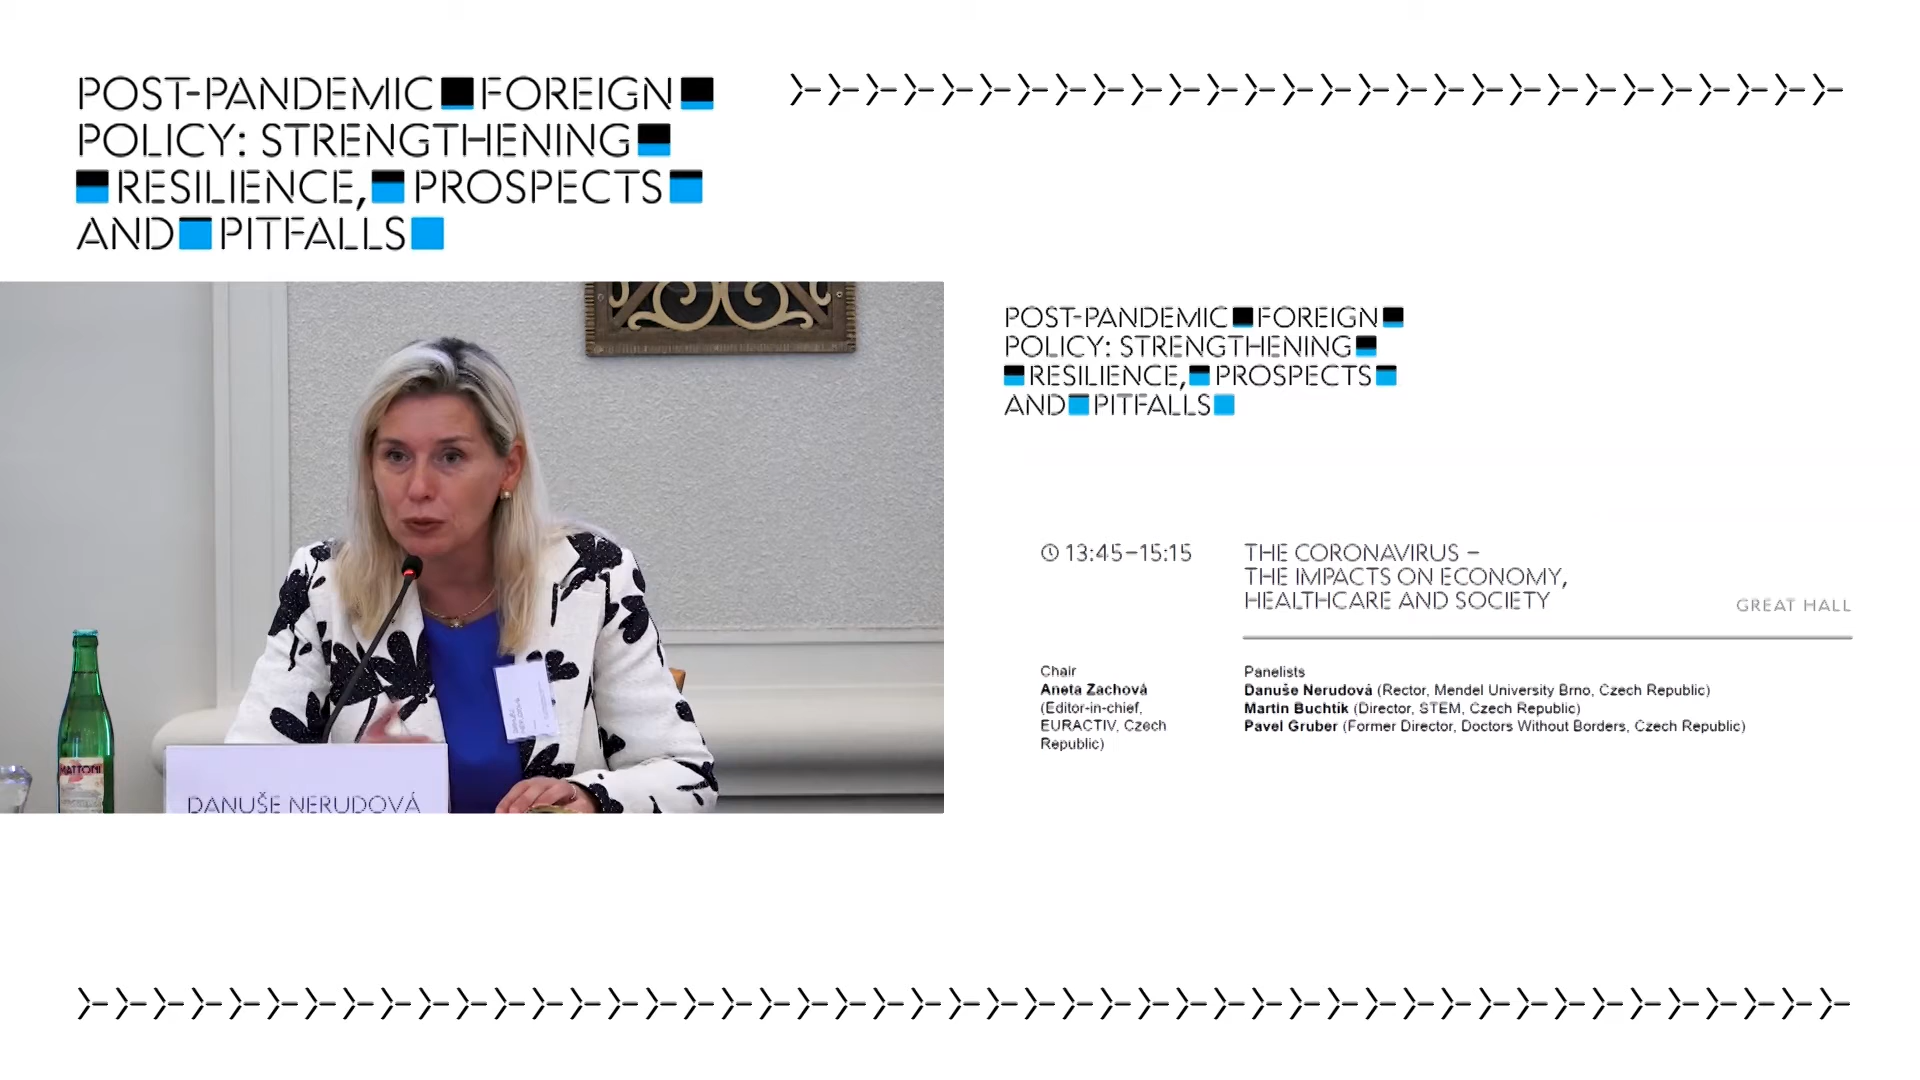 POST-PANDEMIC FOREIGN
POLICY: STRENGTHENING
RESILIENCE, PROSPECTS
AND PITFALLS
MATTONI
DANUŠE NERUDOVÁ
POST-PANDEMIC FOREIGN
POLICY: STRENGTHENING
RESILIENCE, PROSPECTS
AND PITFALLS
13:45–15:15
THE CORONAVIRUS –
THE IMPACTS ON ECONOMY,
HEALTHCARE AND SOCIETY
GREAT HALL
Chair
Aneta Zachová
(Editor-in-chief,
EURACTIV, Czech
Republic)
Panelists
Danuše Nerudová (Rector, Mendel University Brno, Czech Republic)
Martin Buchtík (Director, STEM, Czech Republic)
Pavel Gruber (Former Director, Doctors Without Borders, Czech Republic)